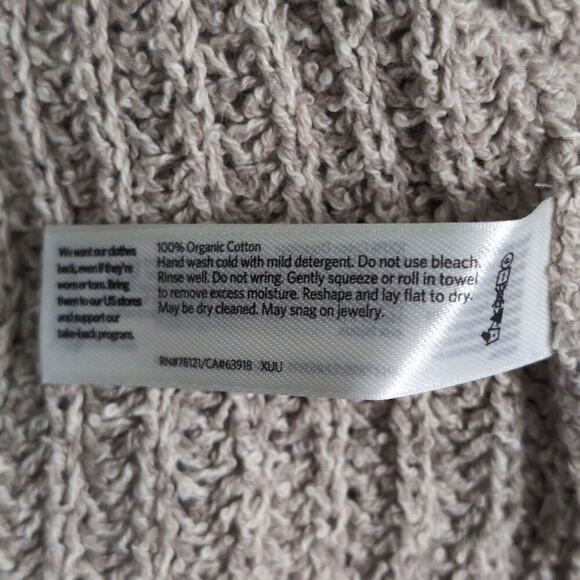 We want our clothes
back, even if they're
worn or torn. Bring
them to our US stores
and support our
take-back program.
100% Organic Cotton
Hand wash cold with mild detergent. Do not use bleach.
Rinse well. Do not wring. Gently squeeze or roll in towel
to remove excess moisture. Reshape and lay flat to dry.
May be dry cleaned. May snag on jewelry.
RN#78121/CA#63918 XUU